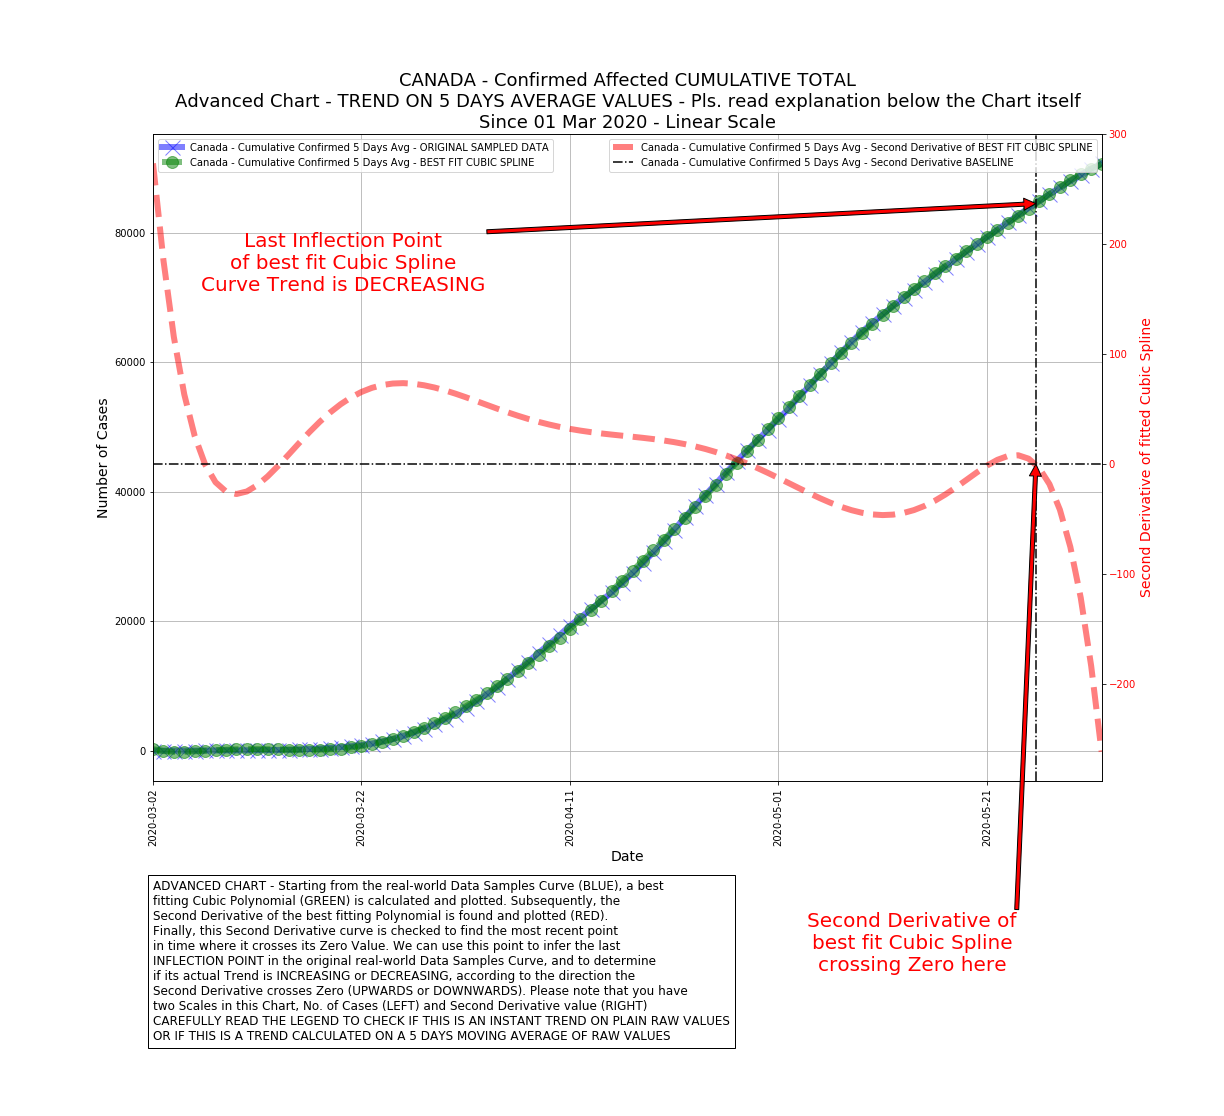 CANADA - Confirmed Affected CUMULATIVE TOTAL
Advanced Chart - TREND ON 5 DAYS AVERAGE VALUES - Pls. read explanation below the Chart itself
Since 01 Mar 2020 - Linear Scale
Canada - Cumulative Confirmed 5 Days Avg - ORIGINAL SAMPLED DATA
Canada - Cumulative Confirmed 5 Days Avg - BEST FIT CUBIC SPLINE
Canada - Cumulative Confirmed 5 Days Avg - Second Derivative of BEST FIT CUBIC SPLINE
Canada - Cumulative Confirmed 5 Days Avg - Second Derivative BASELINE
Last Inflection Point
of best fit Cubic Spline
Curve Trend is DECREASING
Number of Cases
80000
60000
40000
20000
0
300
200
100
0
−100
−200
Second Derivative of fitted Cubic Spline
2020-03-02
2020-03-22
2020-04-11
2020-05-01
2020-05-21
Date
Second Derivative of
best fit Cubic Spline
crossing Zero here
ADVANCED CHART - Starting from the real-world Data Samples Curve (BLUE), a best
fitting Cubic Polynomial (GREEN) is calculated and plotted. Subsequently, the
Second Derivative of the best fitting Polynomial is found and plotted (RED).
Finally, this Second Derivative curve is checked to find the most recent point
in time where it crosses its Zero Value. We can use this point to infer the last
INFLECTION POINT in the original real-world Data Samples Curve, and to determine
if its actual Trend is INCREASING or DECREASING, according to the direction the
Second Derivative crosses Zero (UPWARDS or DOWNWARDS). Please note that you have
two Scales in this Chart, No. of Cases (LEFT) and Second Derivative value (RIGHT)
CAREFULLY READ THE LEGEND TO CHECK IF THIS IS AN INSTANT TREND ON PLAIN RAW VALUES
OR IF THIS IS A TREND CALCULATED ON A 5 DAYS MOVING AVERAGE OF RAW VALUES